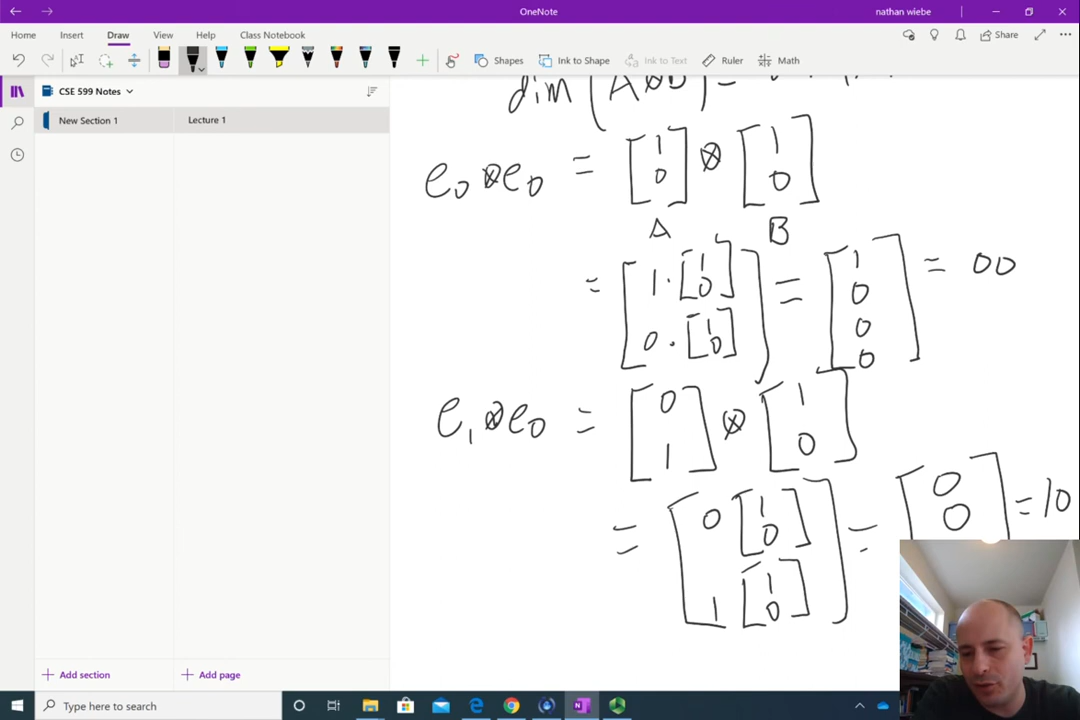 OneNote
nathan wiebe
Home Insert Draw View Help Class Notebook
Share
Shapes Ink to Shape Ink to Text Ruler Math
CSE 599 Notes
New Section 1
Lecture 1
dim (A⊗B) =
e₀⊗e₀ = [1 0] ⊗ [1 0]
A B
= [1·[1 0] 0·[1 0]] = [1 0 0 0] = 00
e₁⊗e₀ = [0 1] ⊗ [1 0]
= [0 [1 0] 1 [1 0]] = [0 0 = 10
Add section
Add page
Type here to search